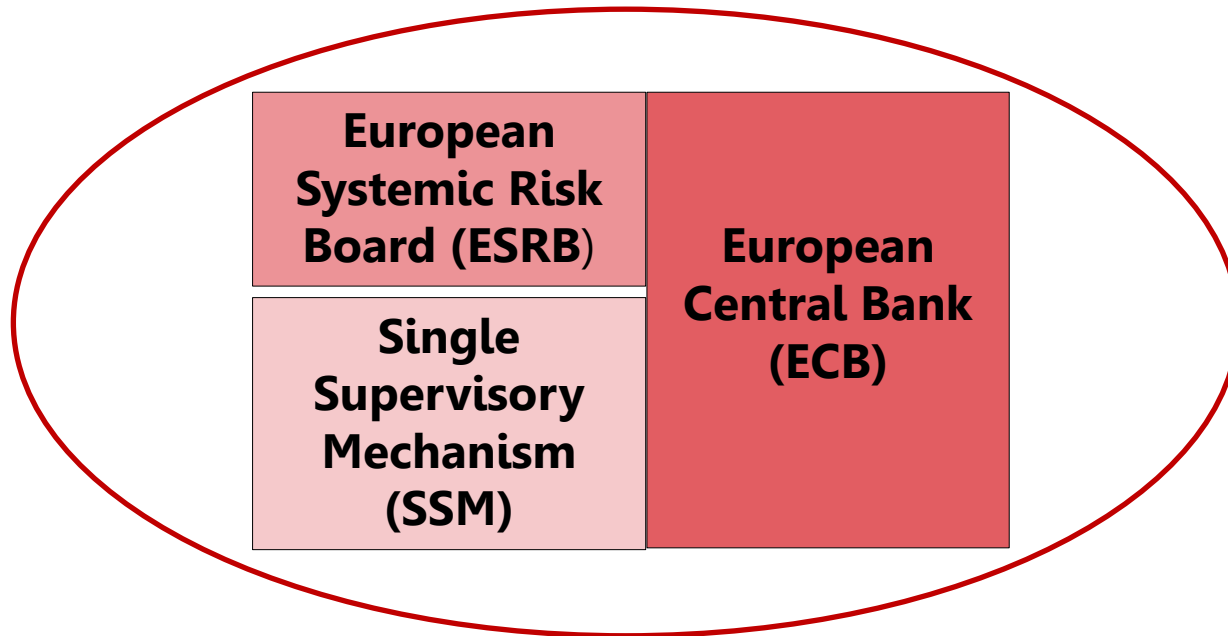 European
Systemic Risk
Board (ESRB)
Single
Supervisory
Mechanism
(SSM)
European
Central Bank
(ECB)